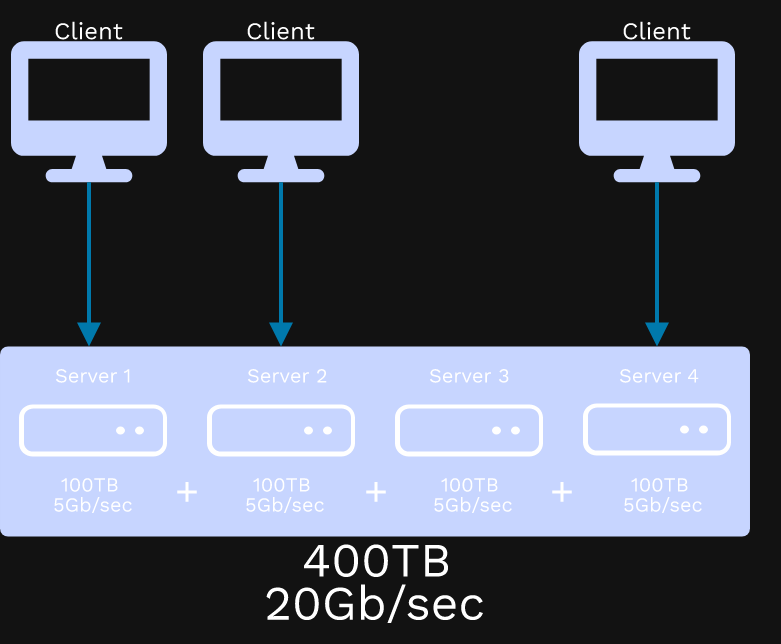 Client
Client
Client
Server 1
Server 2
Server 3
Server 4
100TB
5Gb/sec
+
100TB
5Gb/sec
+
100TB
5Gb/sec
+
100TB
5Gb/sec
400TB
20Gb/sec